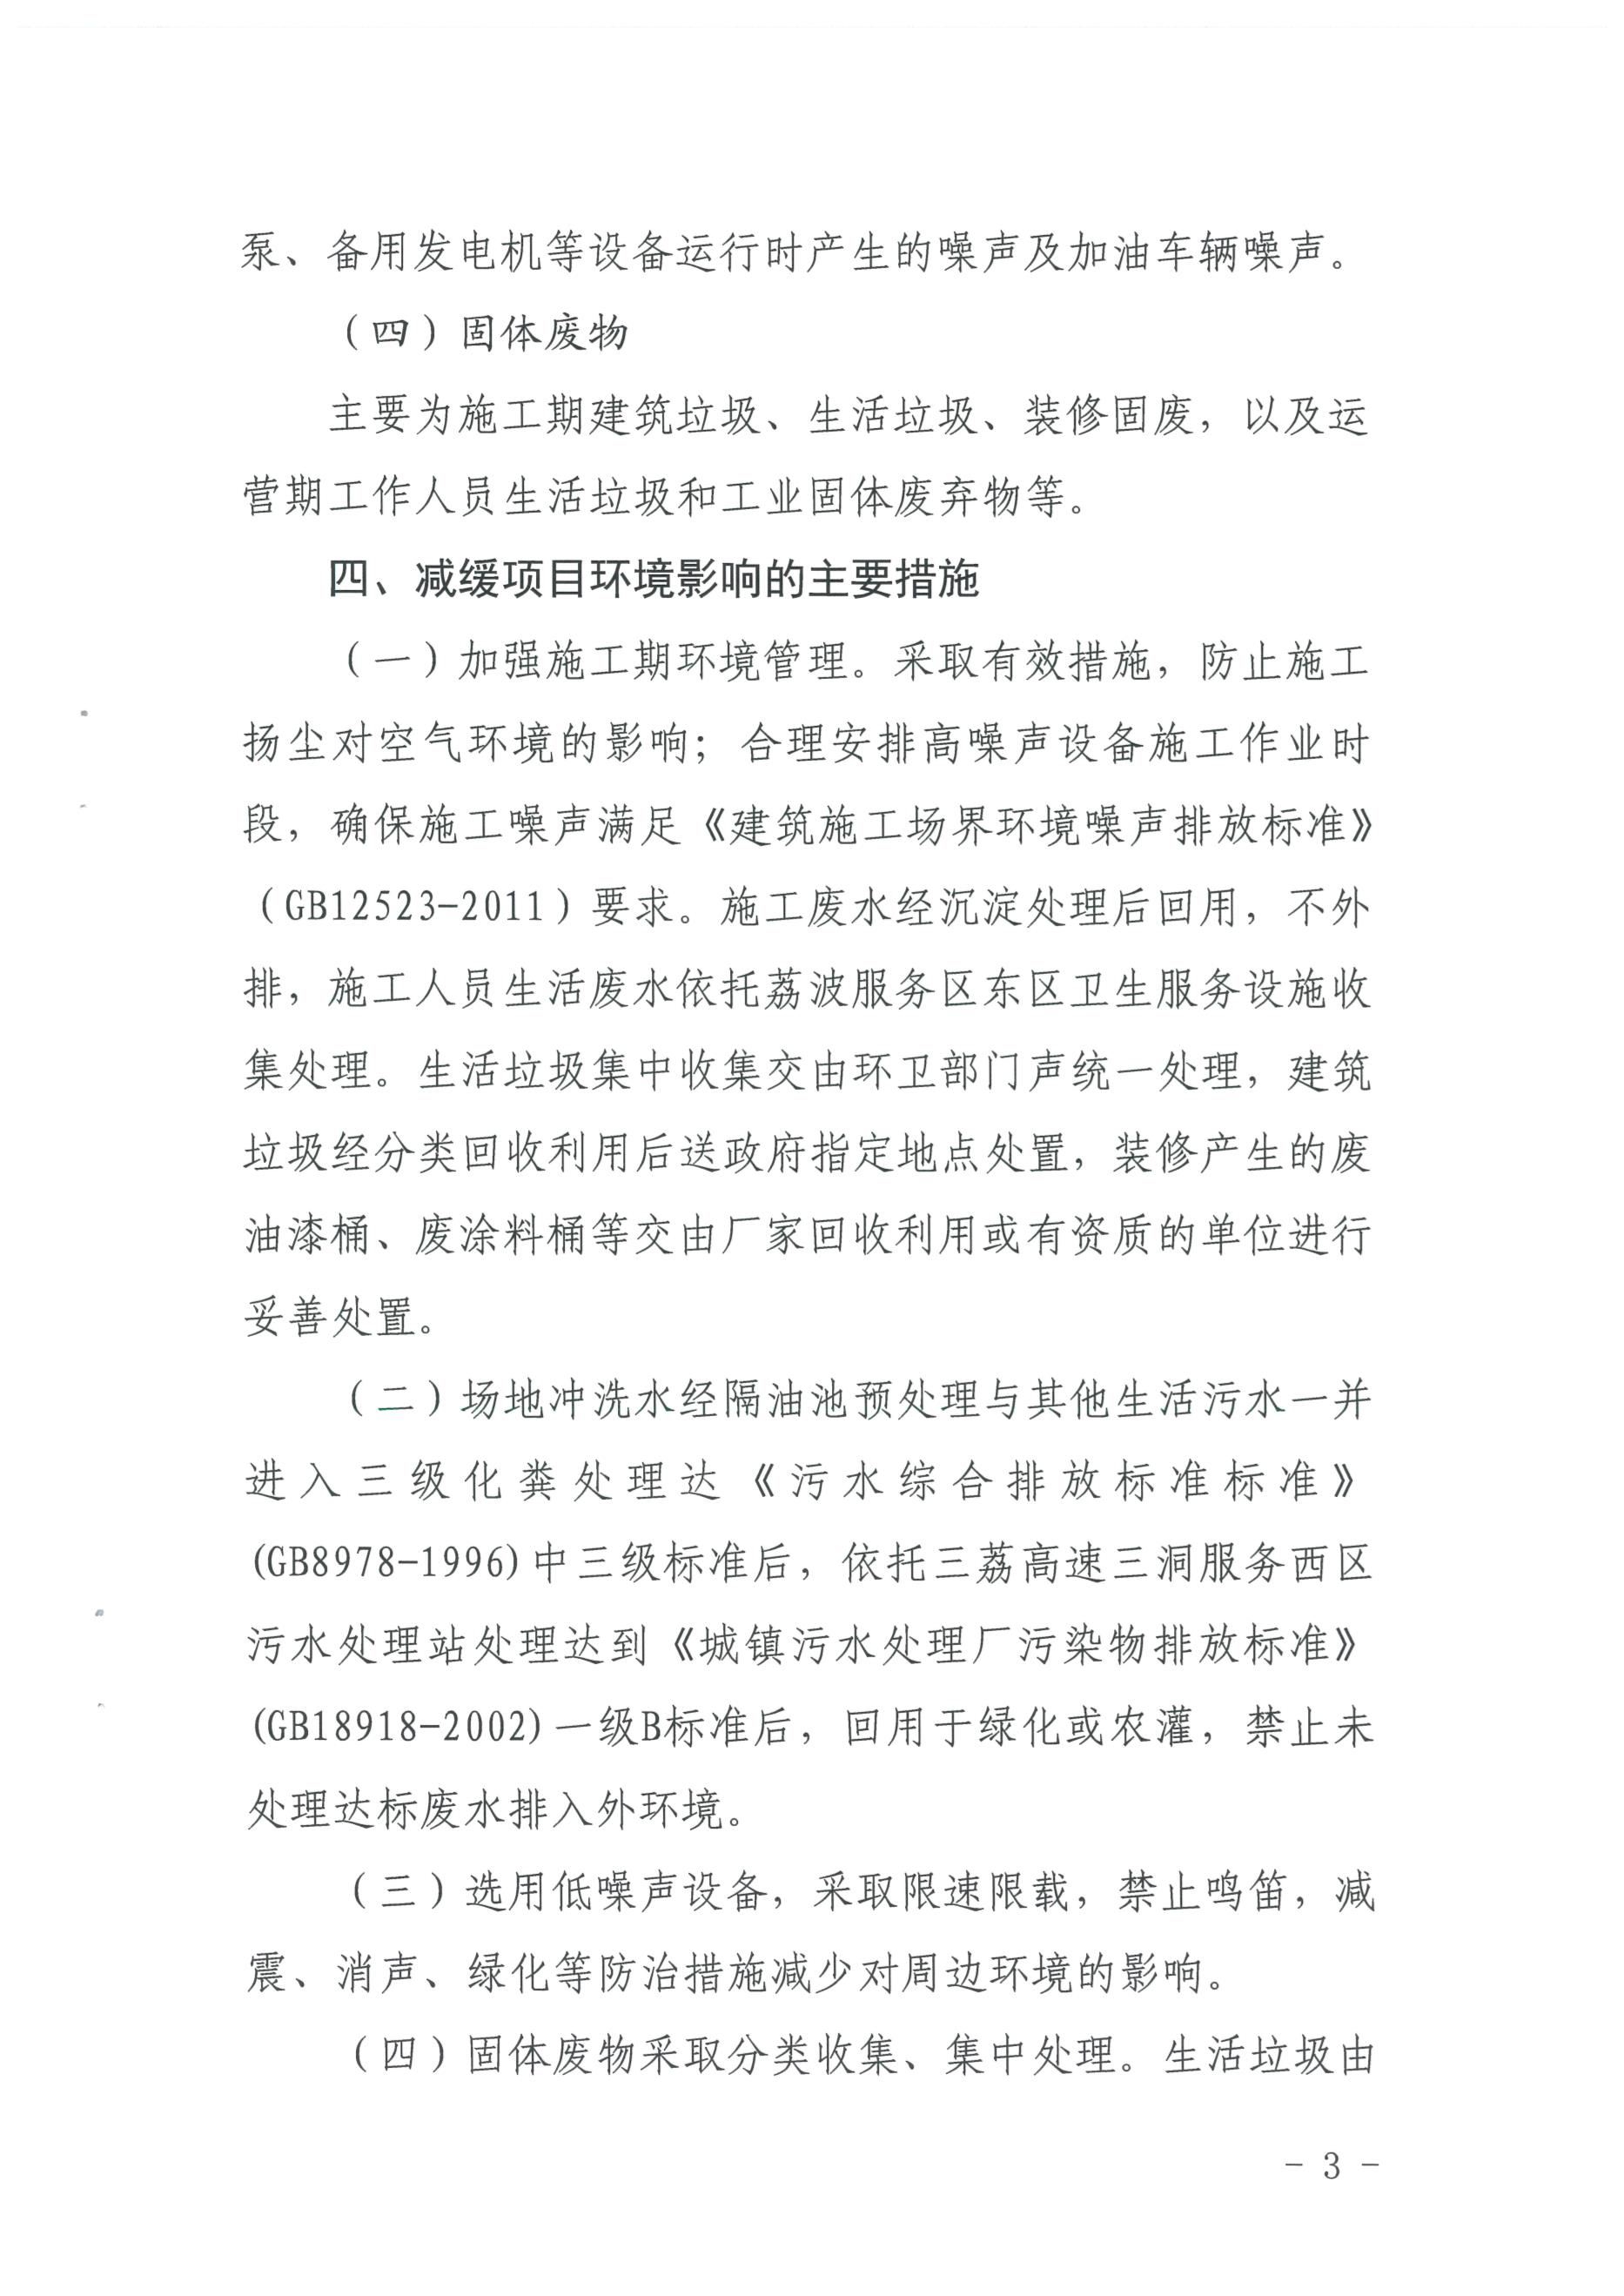 泵、备用发电机等设备运行时产生的噪声及加油车辆噪声。
（四）固体废物
主要为施工期建筑垃圾、生活垃圾、装修固废，以及运
营期工作人员生活垃圾和工业固体废弃物等。
四、减缓项目环境影响的主要措施
（一）加强施工期环境管理。采取有效措施，防止施工
扬尘对空气环境的影响；合理安排高噪声设备施工作业时
段，确保施工噪声满足《建筑施工场界环境噪声排放标准》
（GB12523-2011）要求。施工废水经沉淀处理后回用，不外
排，施工人员生活废水依托荔波服务区东区卫生服务设施收
集处理。生活垃圾集中收集交由环卫部门声统一处理，建筑
垃圾经分类回收利用后送政府指定地点处置，装修产生的废
油漆桶、废涂料桶等交由厂家回收利用或有资质的单位进行
妥善处置。
（二）场地冲洗水经隔油池预处理与其他生活污水一并
进入三级化粪处理达《污水综合排放标准标准》
(GB8978-1996)中三级标准后，依托三荔高速三洞服务西区
污水处理站处理达到《城镇污水处理厂污染物排放标准》
(GB18918-2002)一级B标准后，回用于绿化或农灌，禁止未
处理达标废水排入外环境。
（三）选用低噪声设备，采取限速限载，禁止鸣笛，减
震、消声、绿化等防治措施减少对周边环境的影响。
（四）固体废物采取分类收集、集中处理。生活垃圾由
- 3 -